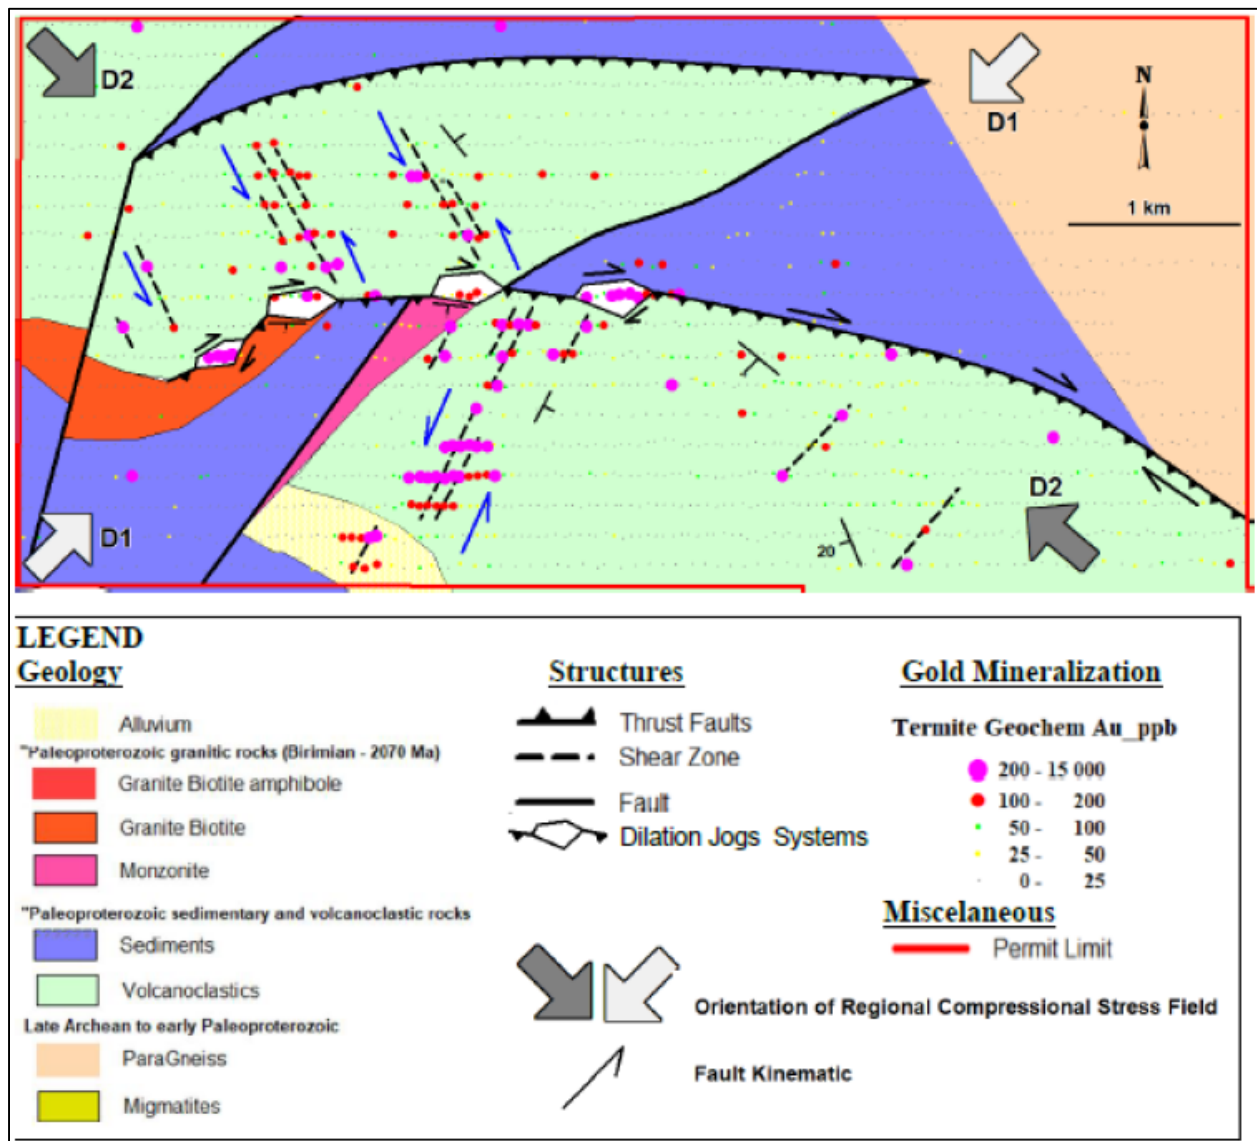 D2
D1
N
1 km
D2
D1
20
LEGEND
Geology
Alluvium
"Paleoproterozoic granitic rocks (Birimian - 2070 Ma)
Granite Biotite amphibole
Granite Biotite
Monzonite
"Paleoproterozoic sedimentary and volcanoclastic rocks
Sediments
Volcanoclastics
Late Archean to early Paleoproterozoic
ParaGneiss
Migmatites
Structures
Thrust Faults
Shear Zone
Fault
Dilation Jogs Systems
Orientation of Regional Compressional Stress Field
Fault Kinematic
Gold Mineralization
Termite Geochem Au_ppb
200 - 15 000
100 - 200
50 - 100
25 - 50
0 - 25
Miscelaneous
Permit Limit